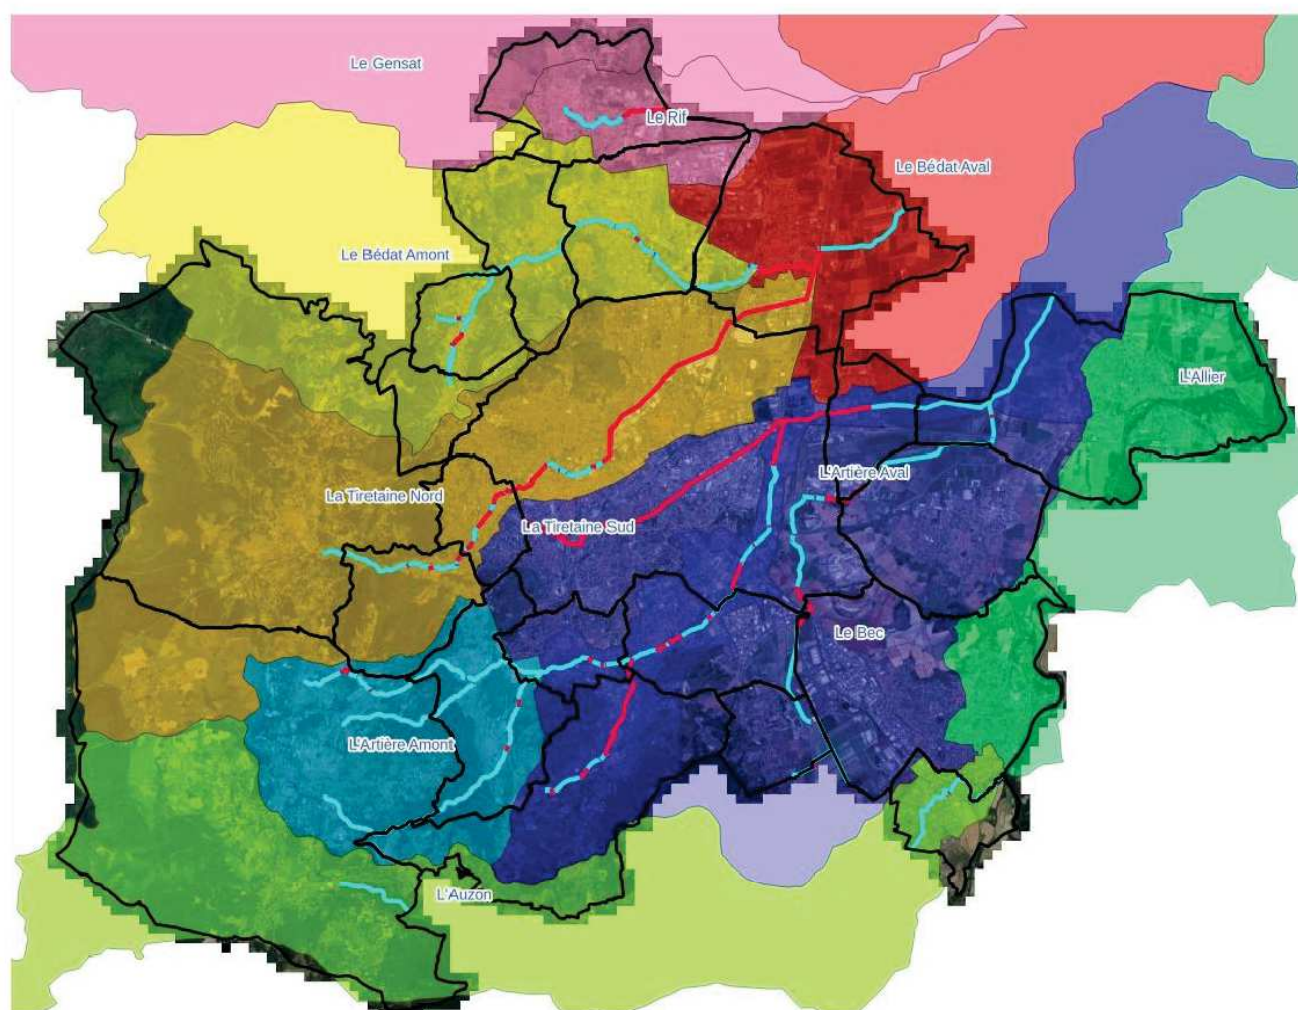 Le Gensat
Le Rif
Le Bédat Aval
Le Bédat Amont
L'Allier
L'Artière Aval
La Tiretaine Nord
La Tiretaine Sud
Le Bec
L'Artière Amont
L'Auzon